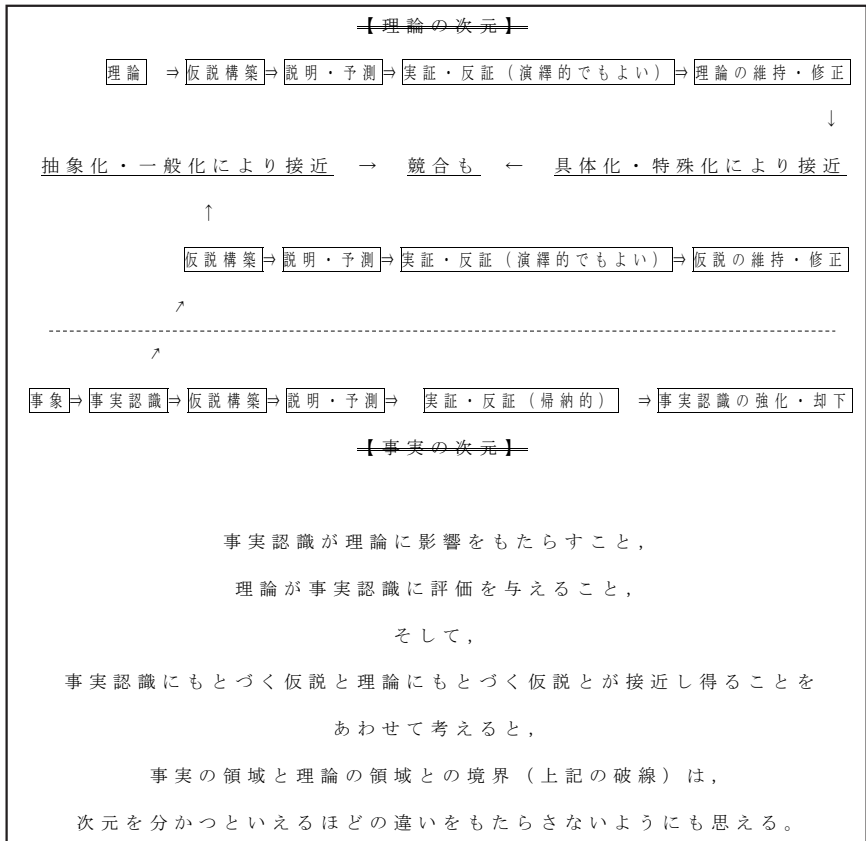 【理論の次元】
理論 ⇒仮説構築⇒説明・予測⇒実証・反証（演繹的でもよい）⇒理論の維持・修正
↓
抽象化・一般化により接近 → 競合も ← 具体化・特殊化により接近
↑
仮説構築⇒説明・予測⇒実証・反証（演繹的でもよい）⇒仮説の維持・修正
↗
↗
事象⇒事実認識⇒仮説構築⇒説明・予測⇒ 実証・反証（帰納的） ⇒事実認識の強化・却下
【事実の次元】
事実認識が理論に影響をもたらすこと，
理論が事実認識に評価を与えること，
そして，
事実認識にもとづく仮説と理論にもとづく仮説とが接近し得ることを
あわせて考えると，
事実の領域と理論の領域との境界（上記の破線）は，
次元を分かつといえるほどの違いをもたらさないようにも思える。